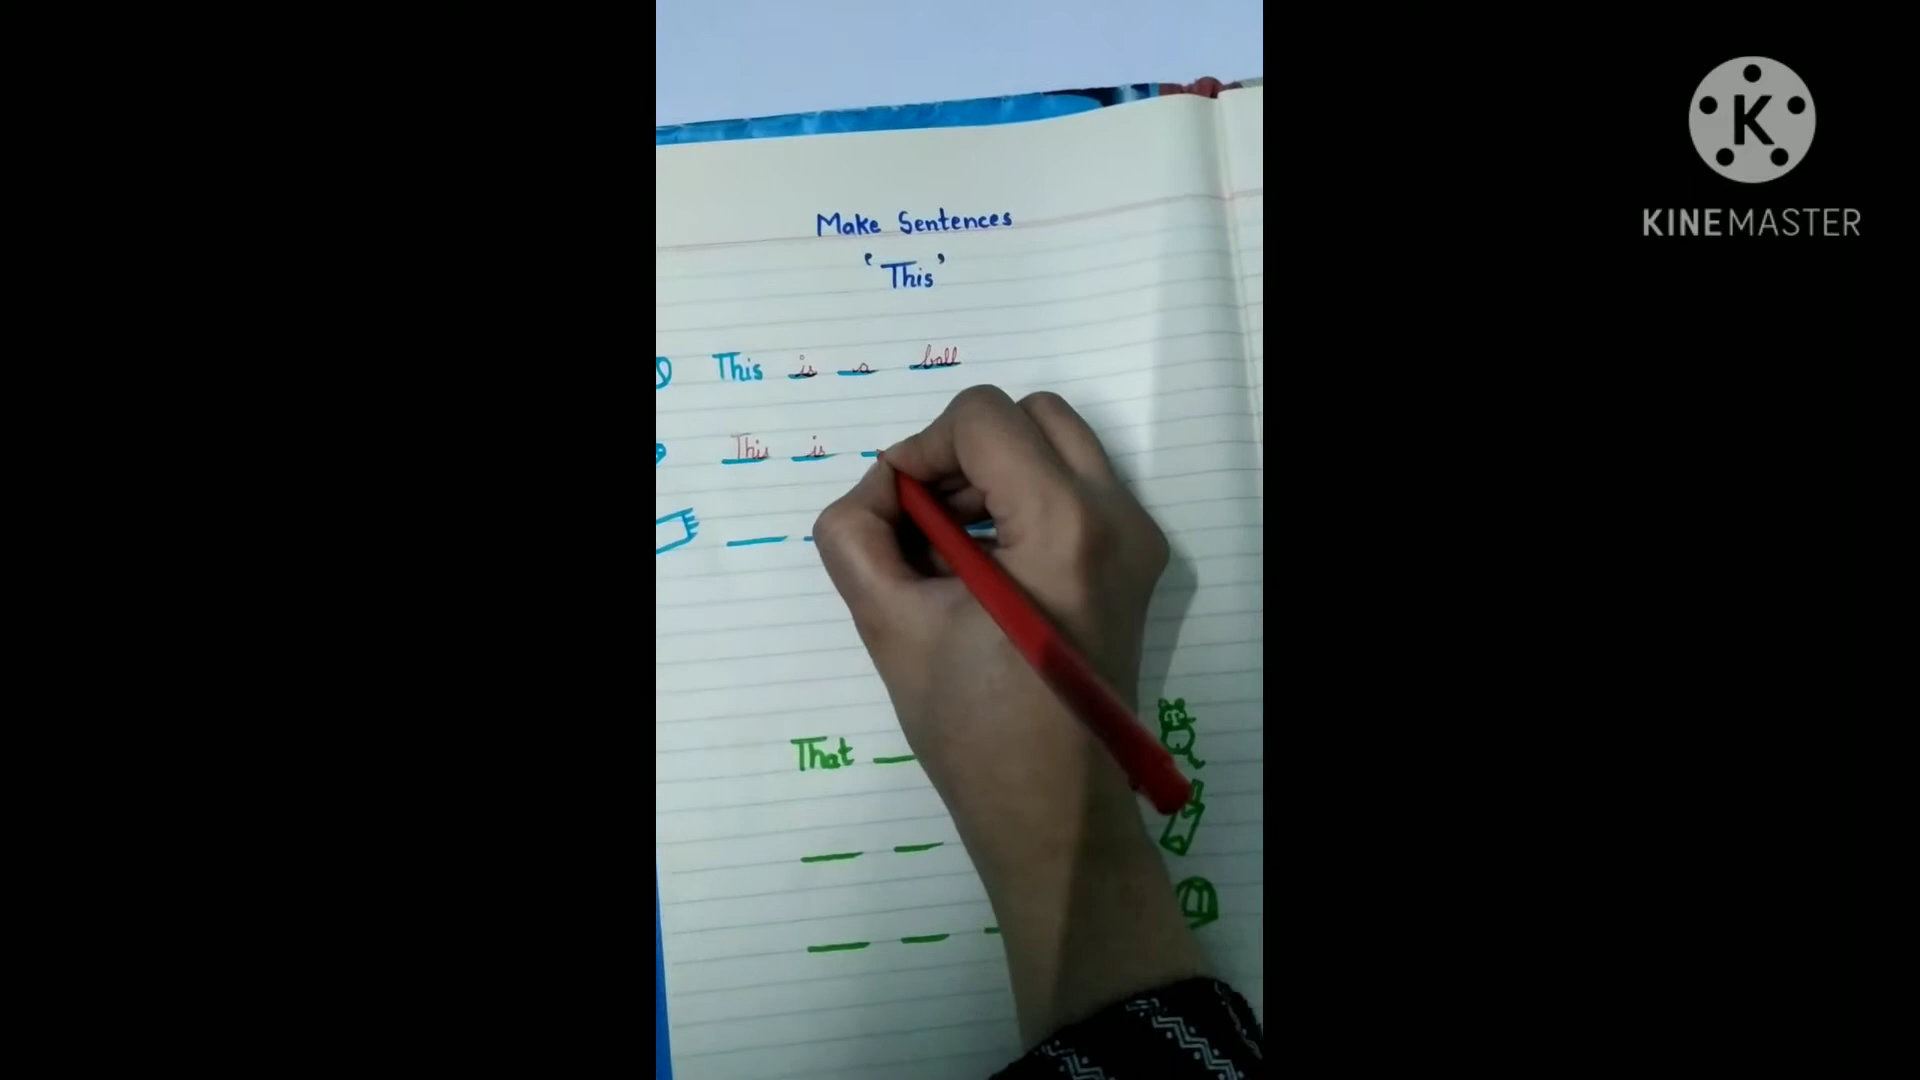 K
KINEMASTER
Make Sentences
'This'
This is a ball
This is
That